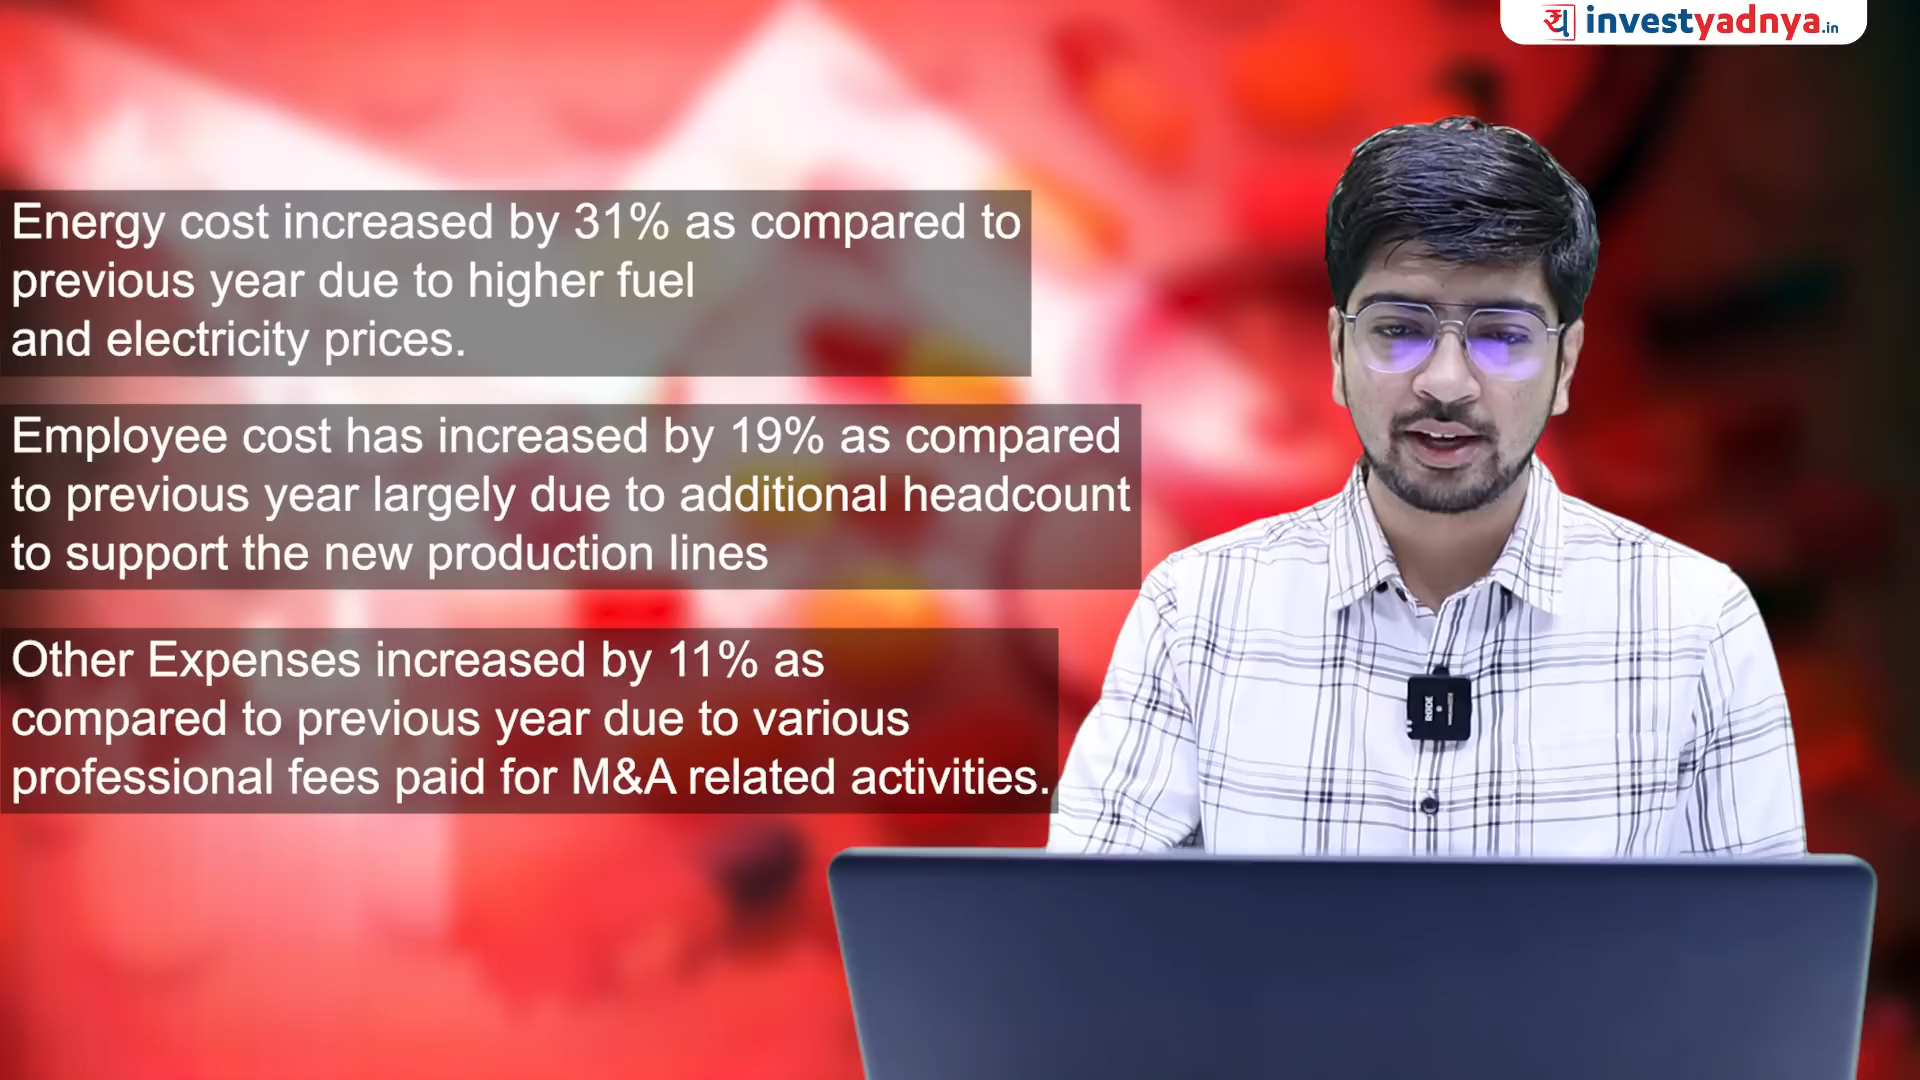 investyadnya.in
Energy cost increased by 31% as compared to
previous year due to higher fuel
and electricity prices.
Employee cost has increased by 19% as compared
to previous year largely due to additional headcount
to support the new production lines
Other Expenses increased by 11% as
compared to previous year due to various
professional fees paid for M&A related activities.
RODE